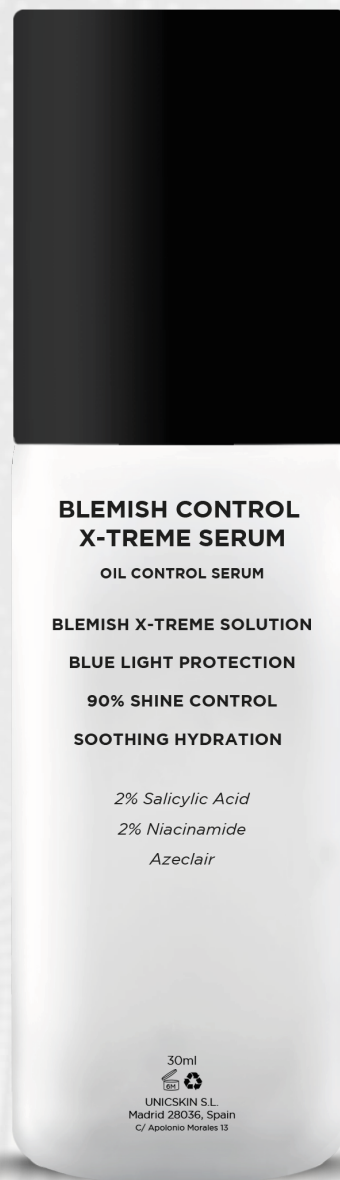 BLEMISH CONTROL
X-TREME SERUM
OIL CONTROL SERUM
BLEMISH X-TREME SOLUTION
BLUE LIGHT PROTECTION
90% SHINE CONTROL
SOOTHING HYDRATION
2% Salicylic Acid
2% Niacinamide
Azeclair
30ml
6M
UNICSKIN S.L.
Madrid 28036, Spain
C/ Apolonio Morales 13